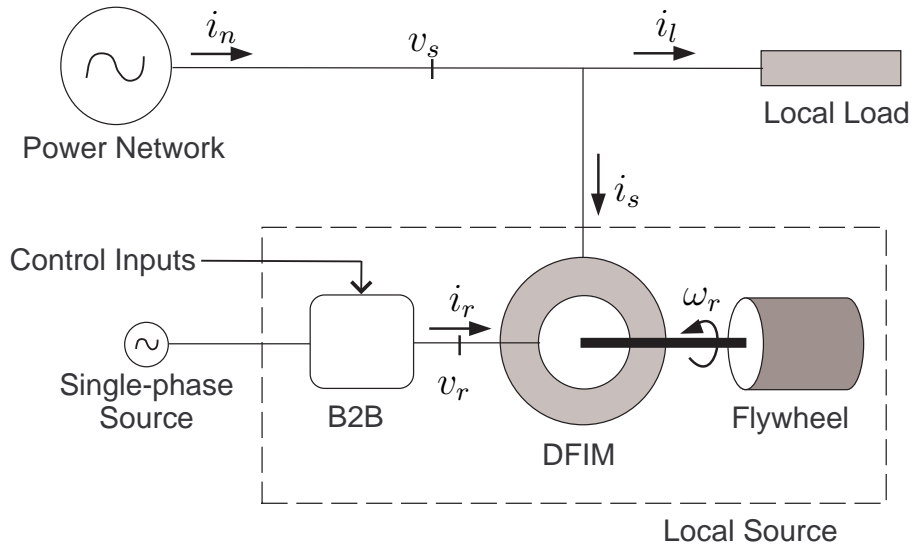 i_n
v_s
i_l
Power Network
Local Load
i_s
Control Inputs
i_r
ω_r
v_r
Single-phase
Source
B2B
DFIM
Flywheel
Local Source